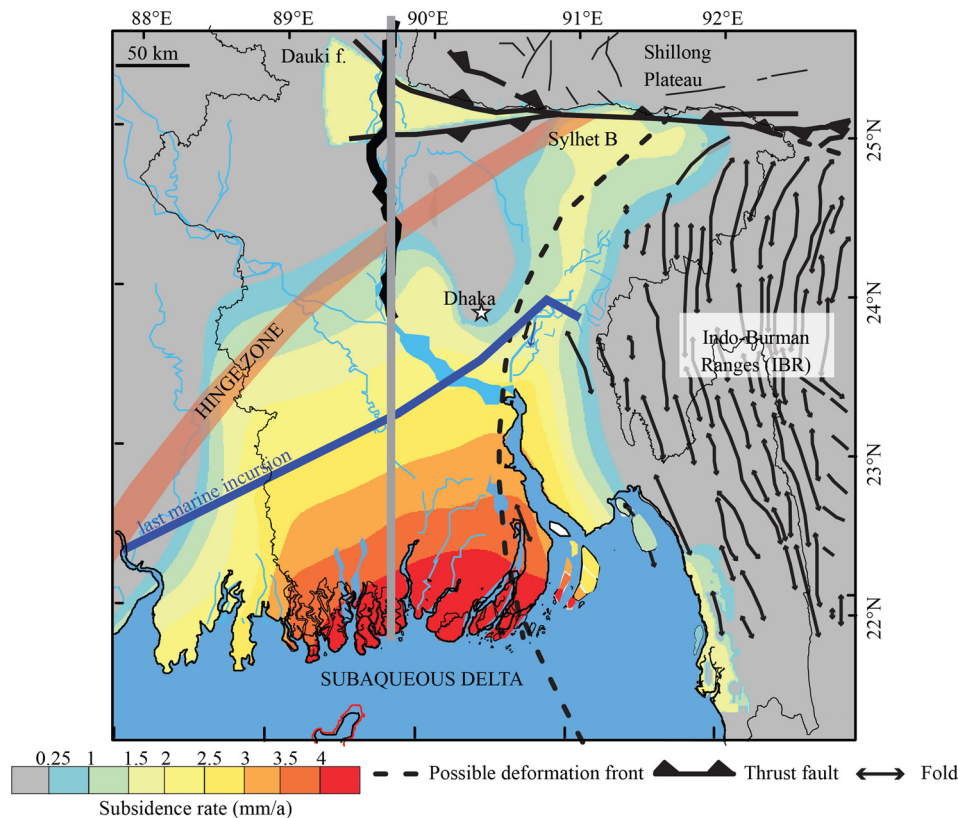 88°E 89°E 90°E 91°E 92°E
50 km
Dauki f.
Shillong
Plateau
25°N
Sylhet B
24°N
Dhaka
HINGE ZONE
Indo-Burman
Ranges (IBR)
23°N
last marine incursion
22°N
SUBAQUEOUS DELTA
0.25 1 1.5 2 2.5 3 3.5 4
Possible deformation front
Thrust fault
Fold
Subsidence rate (mm/a)